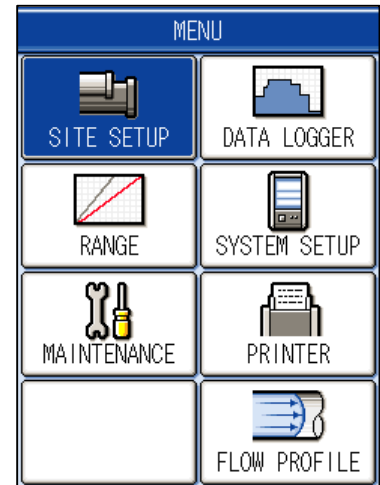 MENU
SITE SETUP
DATA LOGGER
RANGE
SYSTEM SETUP
MAINTENANCE
PRINTER
FLOW PROFILE